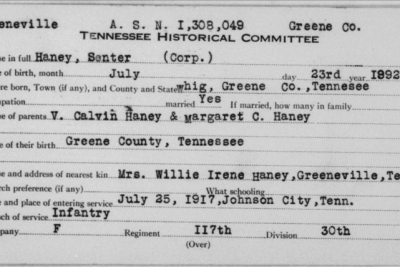 eneville A. S. N. I,308,049 Greene Co.
TENNESSEE HISTORICAL COMMITTEE
e in full Haney, Senter (Corp.)
e of birth, month July day 23rd year 1892
re born, Town (if any), and County and State whig, Greene Co.,Tennesee
upation married Yes If married, how many in family
e of parents V. Calvin Haney & Margaret C. Haney
e of their birth Greene County, Tennessee
e and address of nearest kin Mrs. Willie Irene Haney,Greeneville,Te
rch preference (if any) What schooling
e and place of entering service July 25, 1917,Johnson City,Tenn.
ch of service Infantry
pany F Regiment 117th Division 30th
(Over)